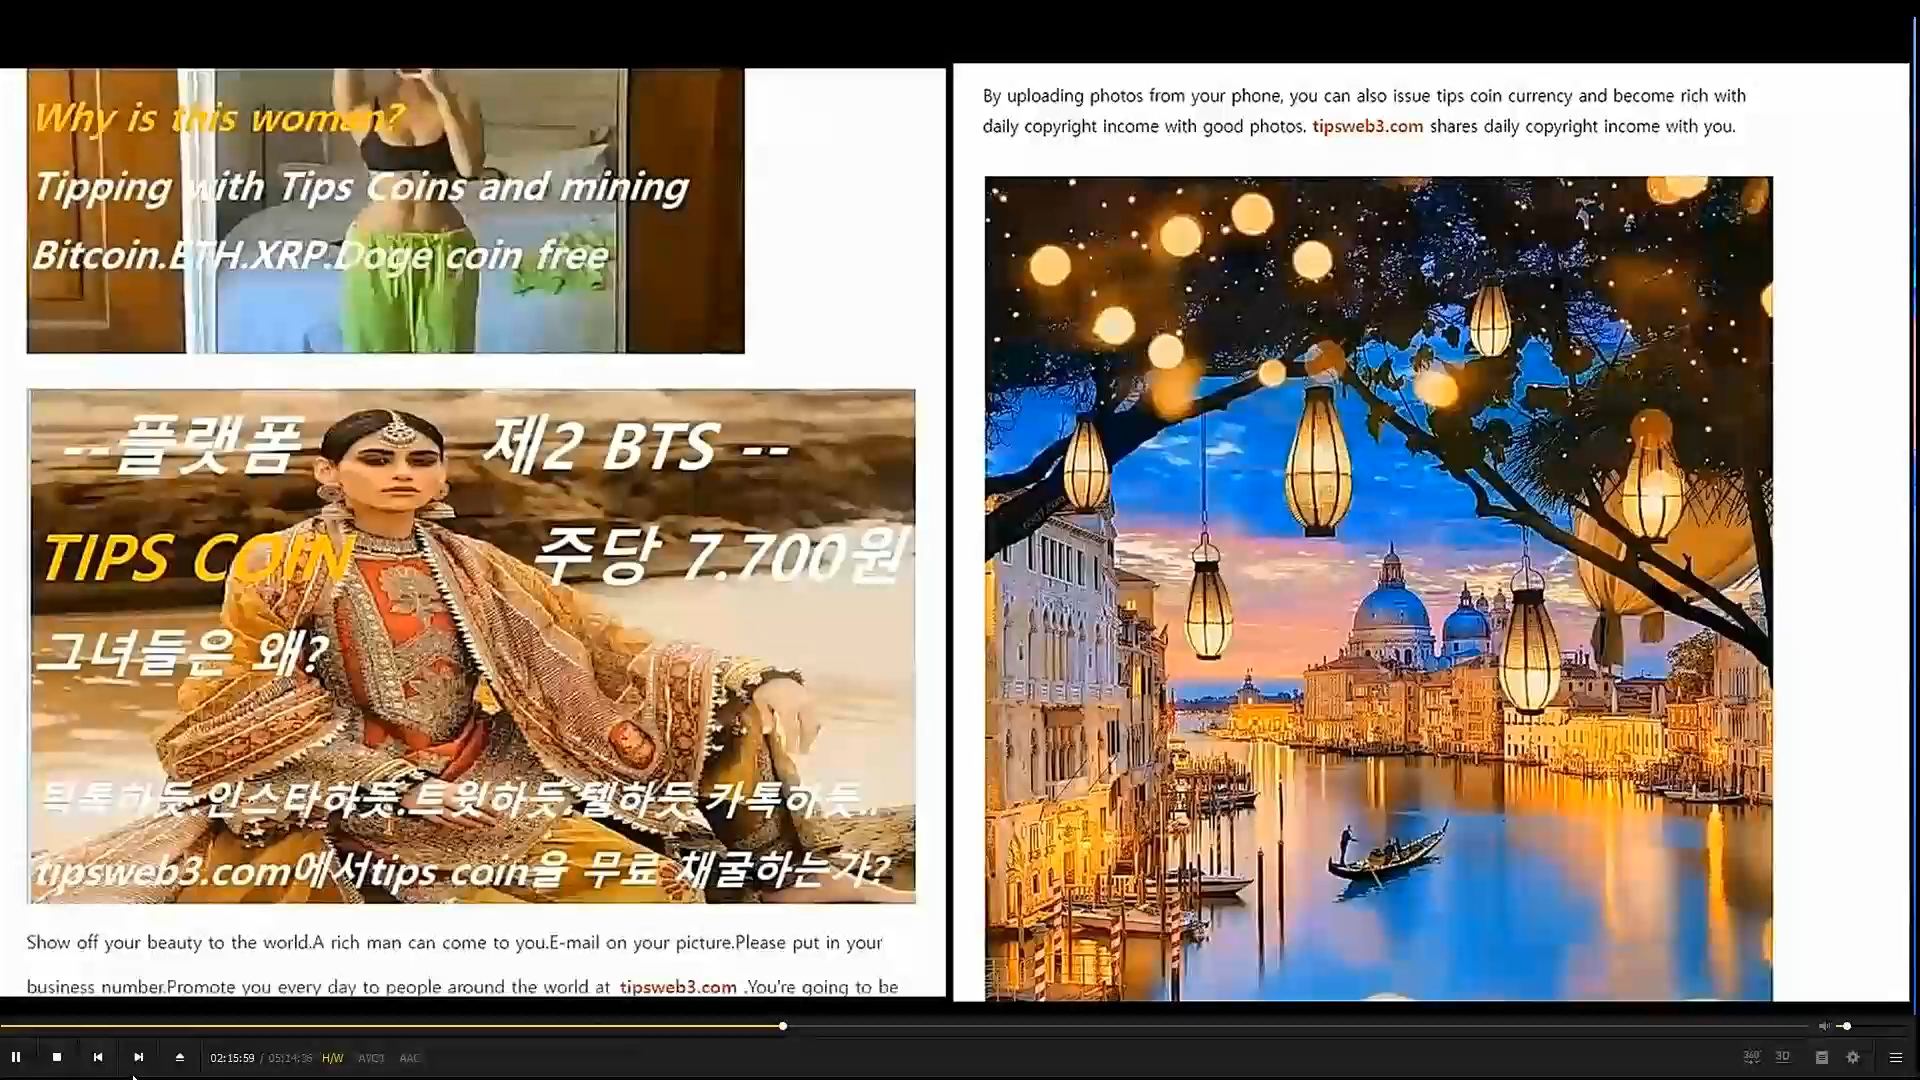 Why is this woman?
Tipping with Tips Coins and mining
Bitcoin.ETH.XRP.Doge coin free
--플랫폼 제2 BTS --
TIPS COIN 주당 7.700원
그녀들은 왜?
틱톡하듯.인스타하듯.트윗하듯.텔하듯.카톡하듯..
tipsweb3.com에서tips coin을 무료 채굴하는가?
Show off your beauty to the world.A rich man can come to you.E-mail on your picture.Please put in your
business number.Promote you every day to people around the world at tipsweb3.com .You're going to be
By uploading photos from your phone, you can also issue tips coin currency and become rich with
daily copyright income with good photos. tipsweb3.com shares daily copyright income with you.
02:15:59 / 05:14:36 H/W AVC1 AAC
360° 3D